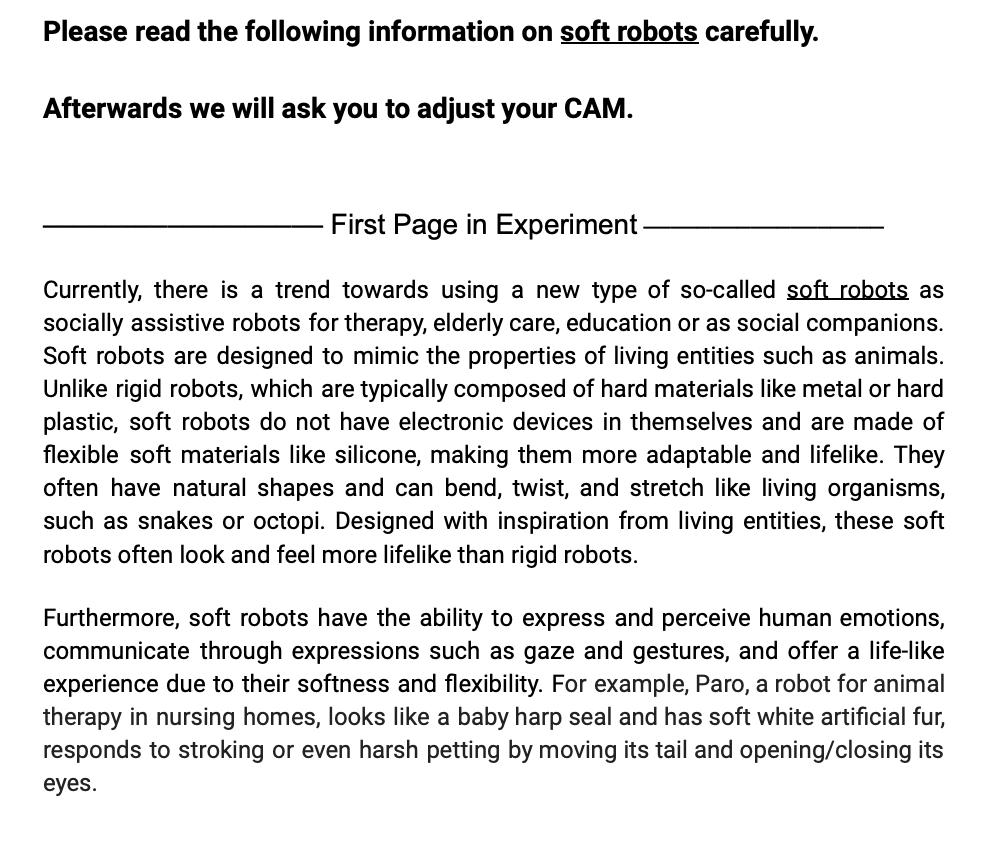 Please read the following information on soft robots carefully.
Afterwards we will ask you to adjust your CAM.
First Page in Experiment
Currently, there is a trend towards using a new type of so-called soft robots as
socially assistive robots for therapy, elderly care, education or as social companions.
Soft robots are designed to mimic the properties of living entities such as animals.
Unlike rigid robots, which are typically composed of hard materials like metal or hard
plastic, soft robots do not have electronic devices in themselves and are made of
flexible soft materials like silicone, making them more adaptable and lifelike. They
often have natural shapes and can bend, twist, and stretch like living organisms,
such as snakes or octopi. Designed with inspiration from living entities, these soft
robots often look and feel more lifelike than rigid robots.
Furthermore, soft robots have the ability to express and perceive human emotions,
communicate through expressions such as gaze and gestures, and offer a life-like
experience due to their softness and flexibility. For example, Paro, a robot for animal
therapy in nursing homes, looks like a baby harp seal and has soft white artificial fur,
responds to stroking or even harsh petting by moving its tail and opening/closing its
eyes.